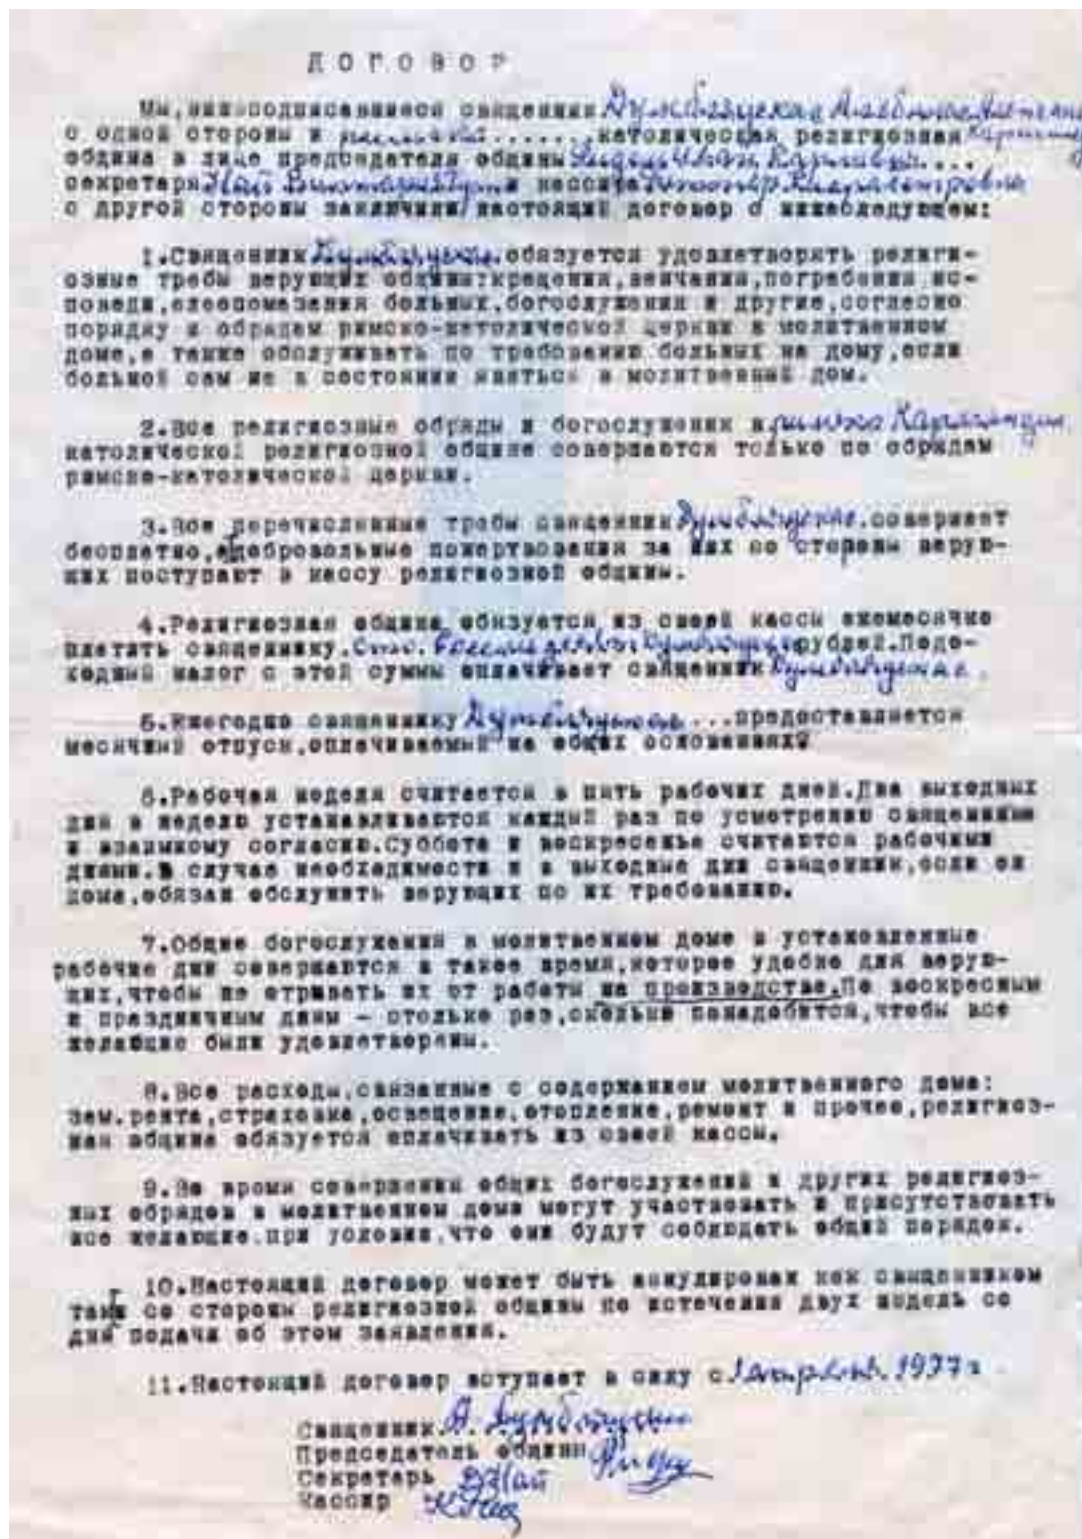 ДОГОВОР
Мы, нижеподписавшиеся священник
с одной стороны и ....... католическая религиозная
община в лице председателя общины ....
секретаря и кассира
с другой стороны заключили настоящий договор о нижеследующем:
1.Священник обязуется удовлетворять религи-
озные требы верующих общины:крещения,венчания,погребения,ис-
поведи,елеопомазания больных,богослужения и другие,согласно
порядку и обрядам римско-католической церкви в молитвенном
доме,а также обслуживать по требованию больных на дому,если
больной сам не в состоянии явиться в молитвенный дом.
2.Все религиозные обряды и богослужения в
католической религиозной общине совершаются только по обрядам
римско-католической церкви.
3.Все перечисленные требы священник совершает
бесплатно,а добровольные пожертвования за них со стороны верую-
щих поступают в кассу религиозной общины.
4.Религиозная община обязуется из своей кассы ежемесячно
платить священнику. Сто. рублей.Подо-
ходный налог с этой суммы оплачивает священник
5.Ежегодно священнику ...предоставляется
месячный отпуск,оплачиваемый на общих основаниях
6.Рабочая неделя считается в пять рабочих дней.Два выходных
дня в неделю устанавливаются каждый раз по усмотрению священника
и взаимному согласию.Суббота и воскресенье считаются рабочими
днями.В случае необходимости и в выходные дни священник,если он
дома,обязан обслужить верующих по их требованию.
7.Общие богослужения в молитвенном доме в установленные
рабочие дни совершаются в такое время,которое удобно для верую-
щих,чтобы не отрывать их от работы на производстве.По воскресным
и праздничным дням – столько раз,сколько понадобится,чтобы все
желающие были удовлетворены.
8.Все расходы,связанные с содержанием молитвенного дома:
зем.рента,страховка,освещение,отопление,ремонт и прочее,религиоз-
ная община обязуется оплачивать из своей кассы.
9.Во время совершения общих богослужений и других религиоз-
ных обрядов в молитвенном доме могут участвовать и присутствовать
все желающие,при условии,что они будут соблюдать общий порядок.
10.Настоящий договор может быть аннулирован как священником
так и со стороны религиозной общины по истечении двух недель со
дня подачи об этом заявления.
11.Настоящий договор вступает в силу с 1 апреля. 1977 г
Священник А.
Председатель общины
Секретарь Най
Кассир